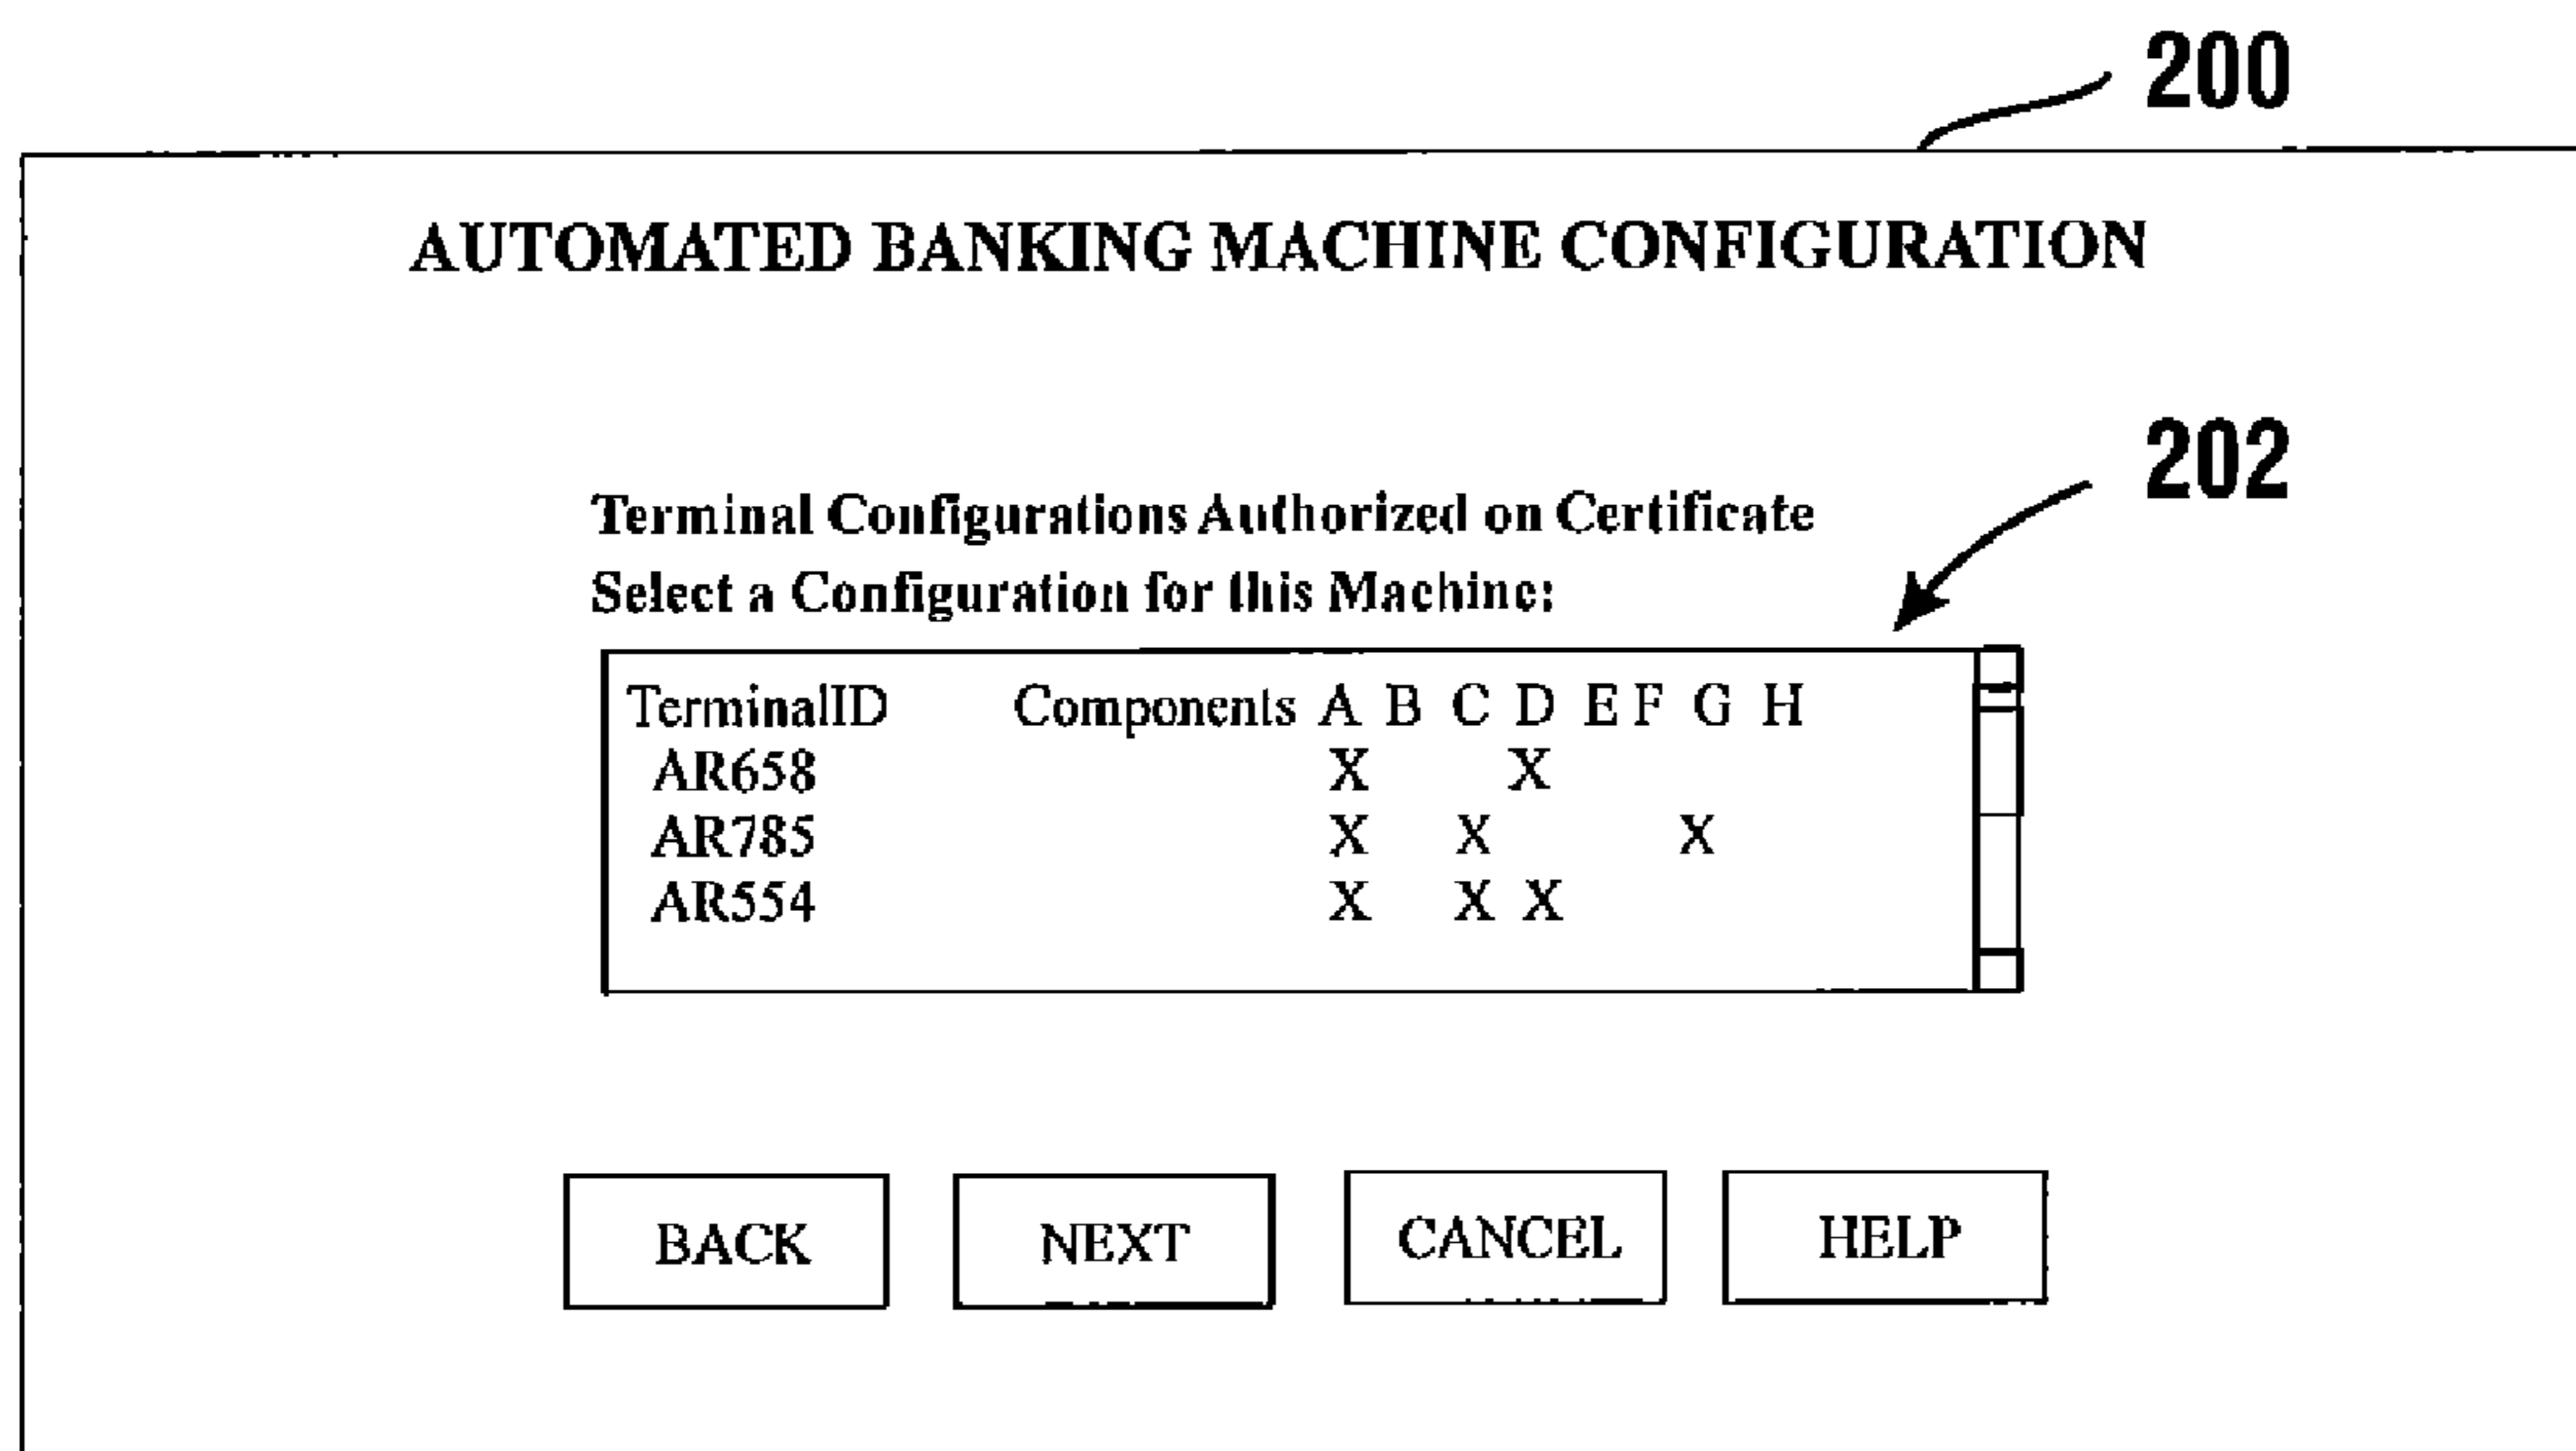 200
AUTOMATED BANKING MACHINE CONFIGURATION
202
Terminal Configurations Authorized on Certificate
Select a Configuration for this Machine:
TerminalID Components A B C D E F G H
AR658 X X
AR785 X X X
AR554 X X X
BACK NEXT CANCEL HELP